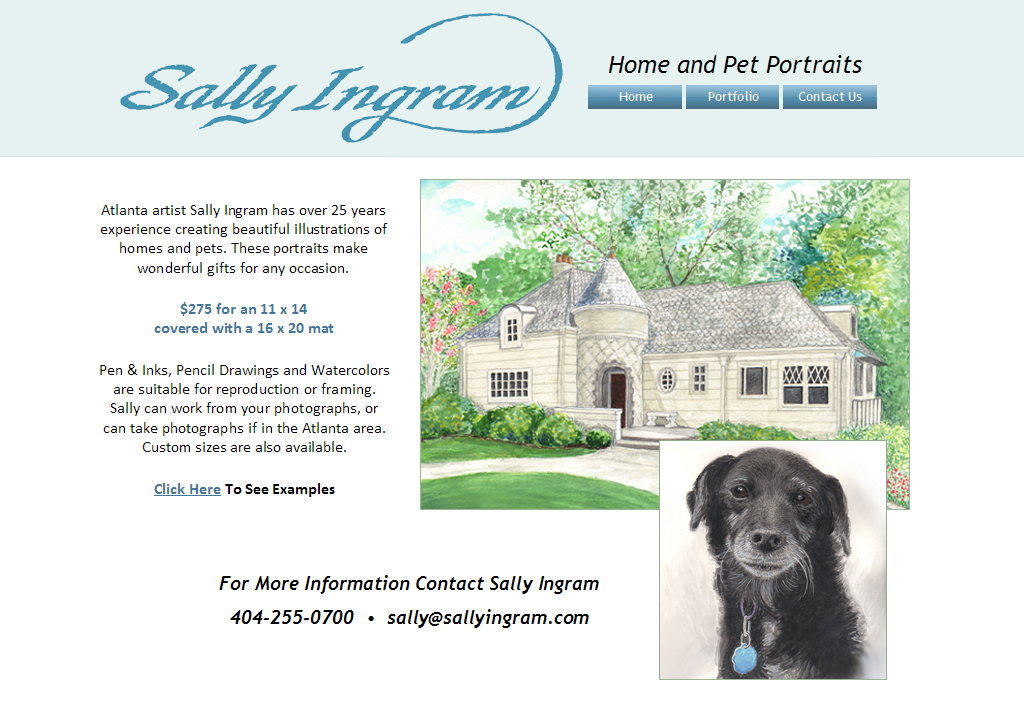 Sally Ingram
Home and Pet Portraits
Home
Portfolio
Contact Us
Atlanta artist Sally Ingram has over 25 years
experience creating beautiful illustrations of
homes and pets. These portraits make
wonderful gifts for any occasion.
$275 for an 11 x 14
covered with a 16 x 20 mat
Pen & Inks, Pencil Drawings and Watercolors
are suitable for reproduction or framing.
Sally can work from your photographs, or
can take photographs if in the Atlanta area.
Custom sizes are also available.
Click Here To See Examples
For More Information Contact Sally Ingram
404-255-0700 • sally@sallyingram.com